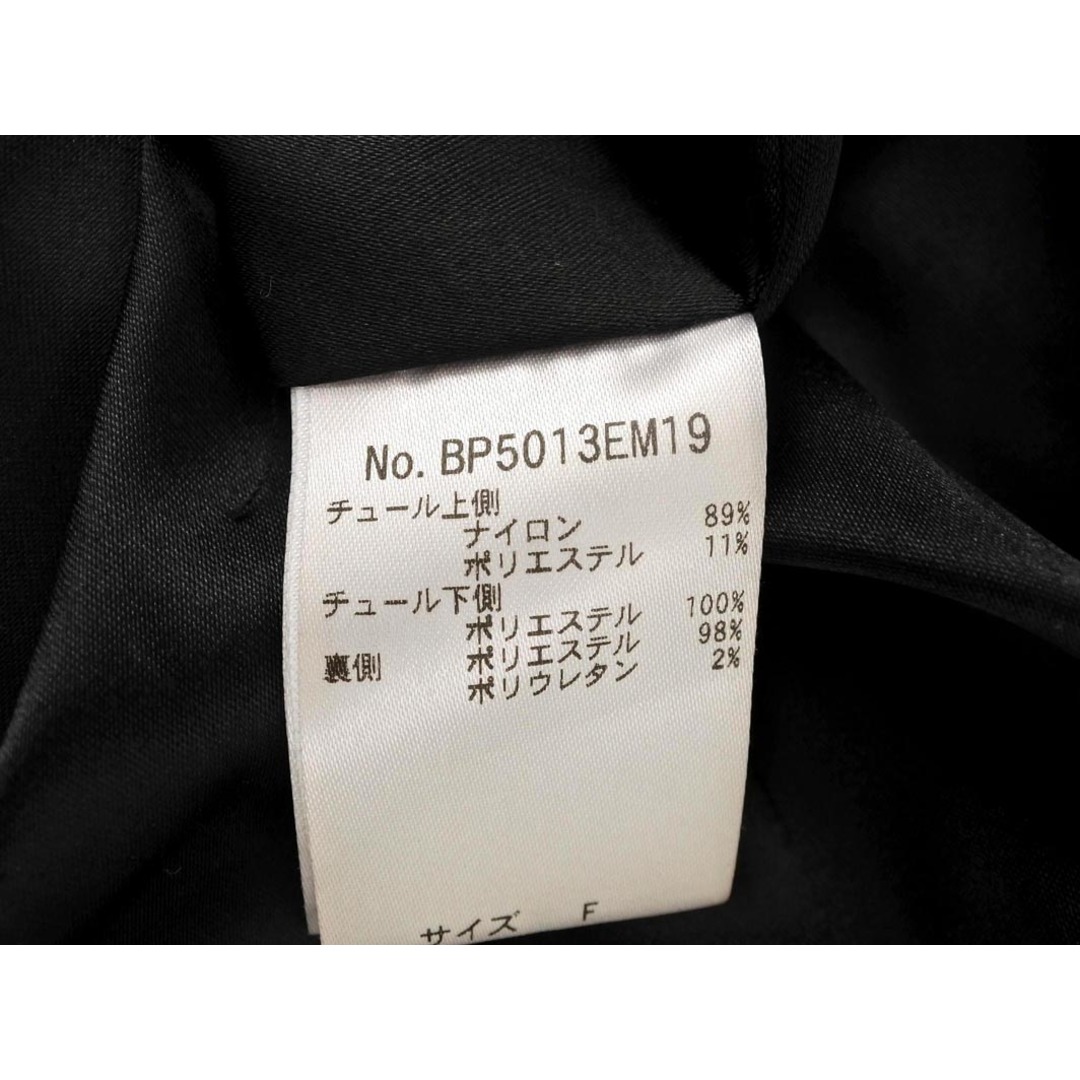 No. BP5013EM19
チュール上側
ナイロン 89%
ポリエステル 11%
チュール下側
ポリエステル 100%
裏側 ポリエステル 98%
ポリウレタン 2%
サイズ F